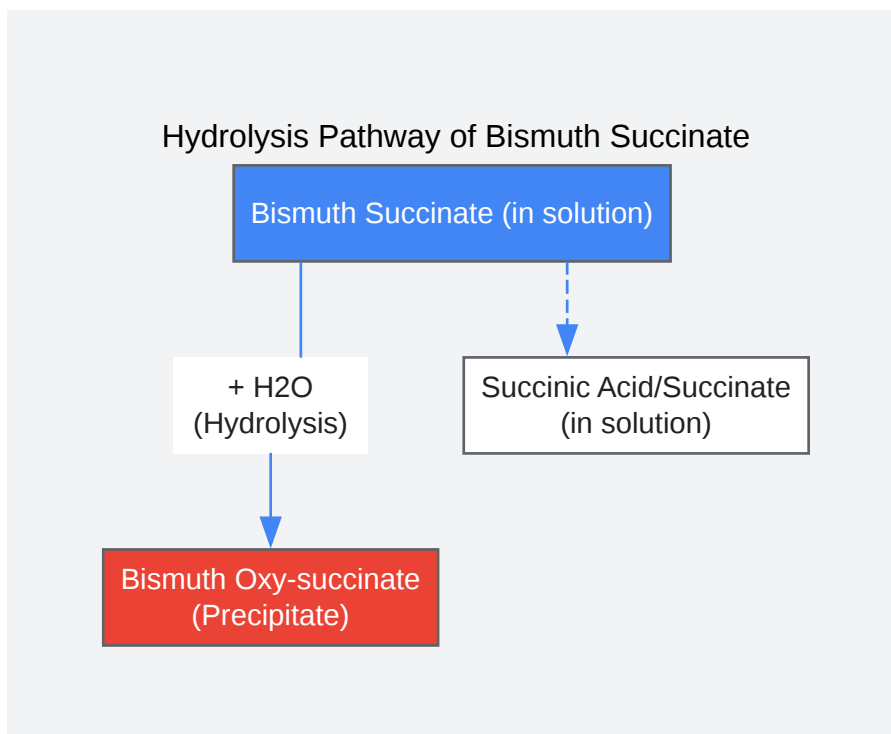 Hydrolysis Pathway of Bismuth Succinate
Bismuth Succinate (in solution)
+ H2O
(Hydrolysis)
Succinic Acid/Succinate
(in solution)
Bismuth Oxy-succinate
(Precipitate)